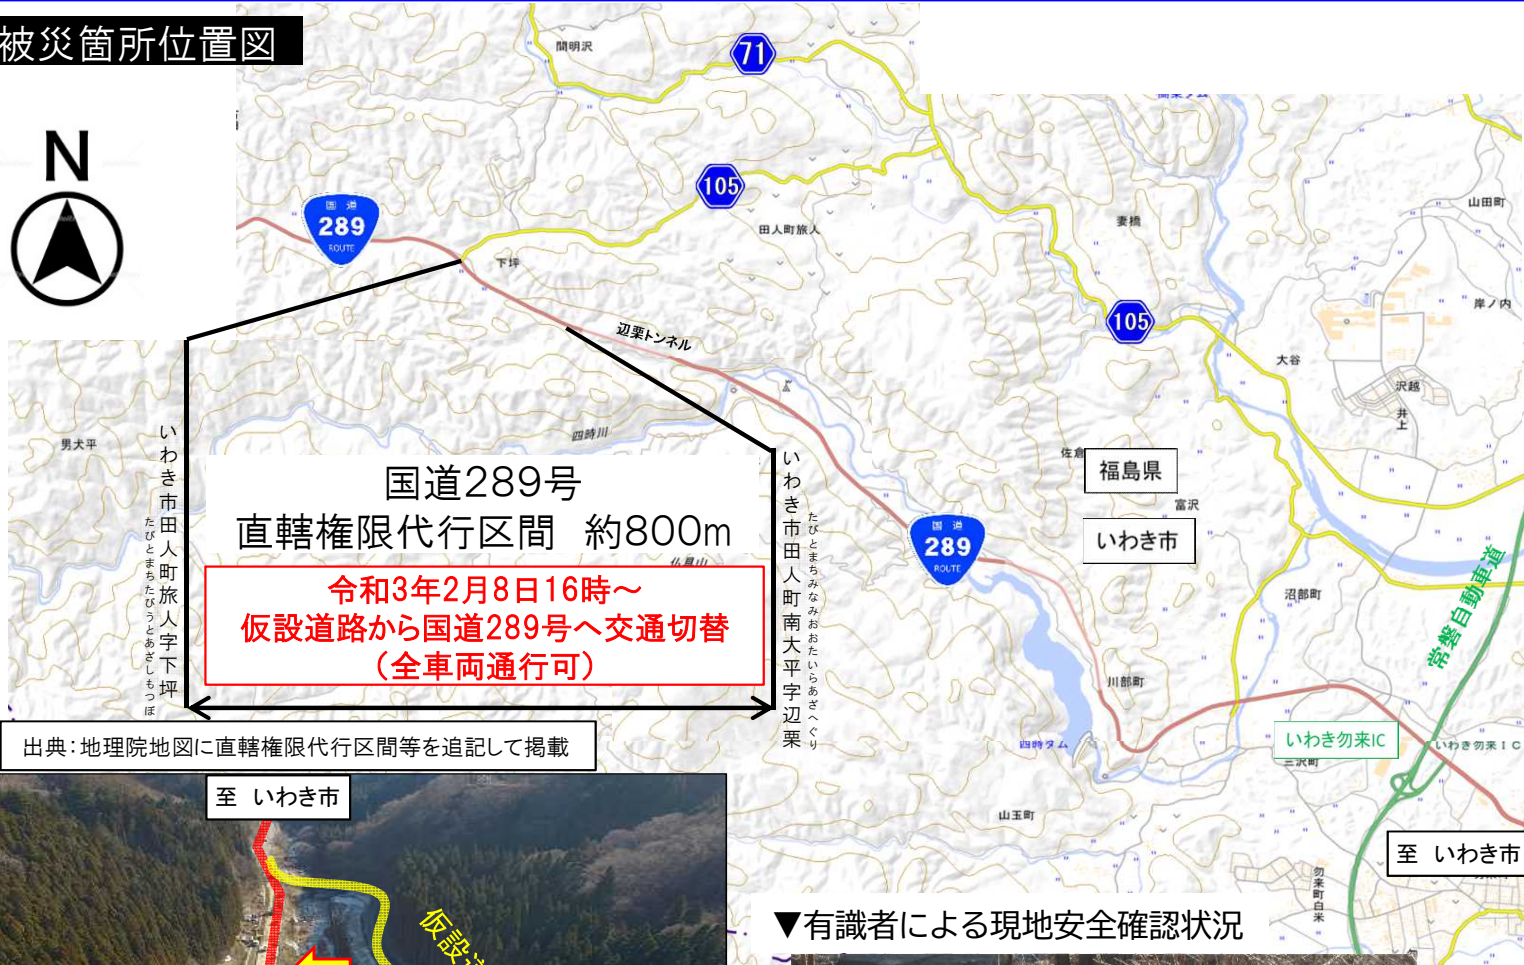 被災箇所位置図
N
間明沢
71
国道
289
ROUTE
105
田人町旅人
下坪
妻橋
山田町
岸ノ内
105
大谷
沢越
井上
辺栗トンネル
男犬平
四時川
佐倉
福島県
富沢
いわき市
国道289号
直轄権限代行区間 約800m
令和3年2月8日16時～
仮設道路から国道289号へ交通切替
（全車両通行可）
いわき市田人町旅人字下坪
たびとまちたびうとあざしもつぼ
いわき市田人町南大平字辺栗
たびとまちみなみおおたいらあざへぐり
国道
289
ROUTE
沼部町
常磐自動車道
川部町
四時ダム
いわき勿来IC
いわき勿来IC
三沢町
山玉町
出典：地理院地図に直轄権限代行区間等を追記して掲載
至 いわき市
至 いわき市
勿来町白米
仮設道
▼有識者による現地安全確認状況